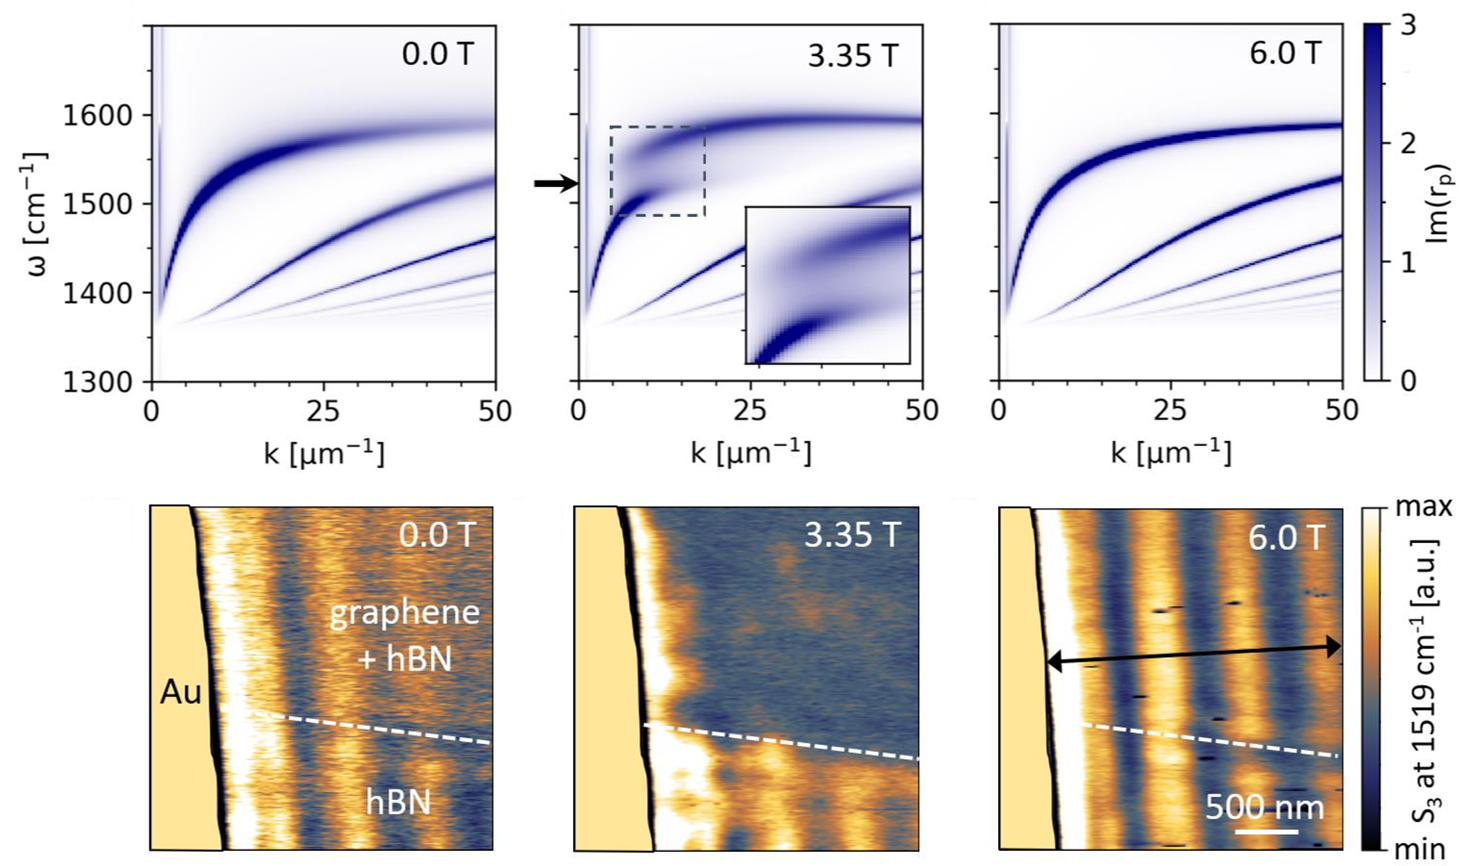 0.0 T
3.35 T
6.0 T
3
2
1
0
Im(rₚ)
1600
1500
1400
1300
ω [cm⁻¹]
0 25 50
k [μm⁻¹]
0 25 50
k [μm⁻¹]
0 25 50
k [μm⁻¹]
0.0 T
graphene
+ hBN
Au
hBN
3.35 T
6.0 T
500 nm
max
S₃ at 1519 cm⁻¹ [a.u.]
min